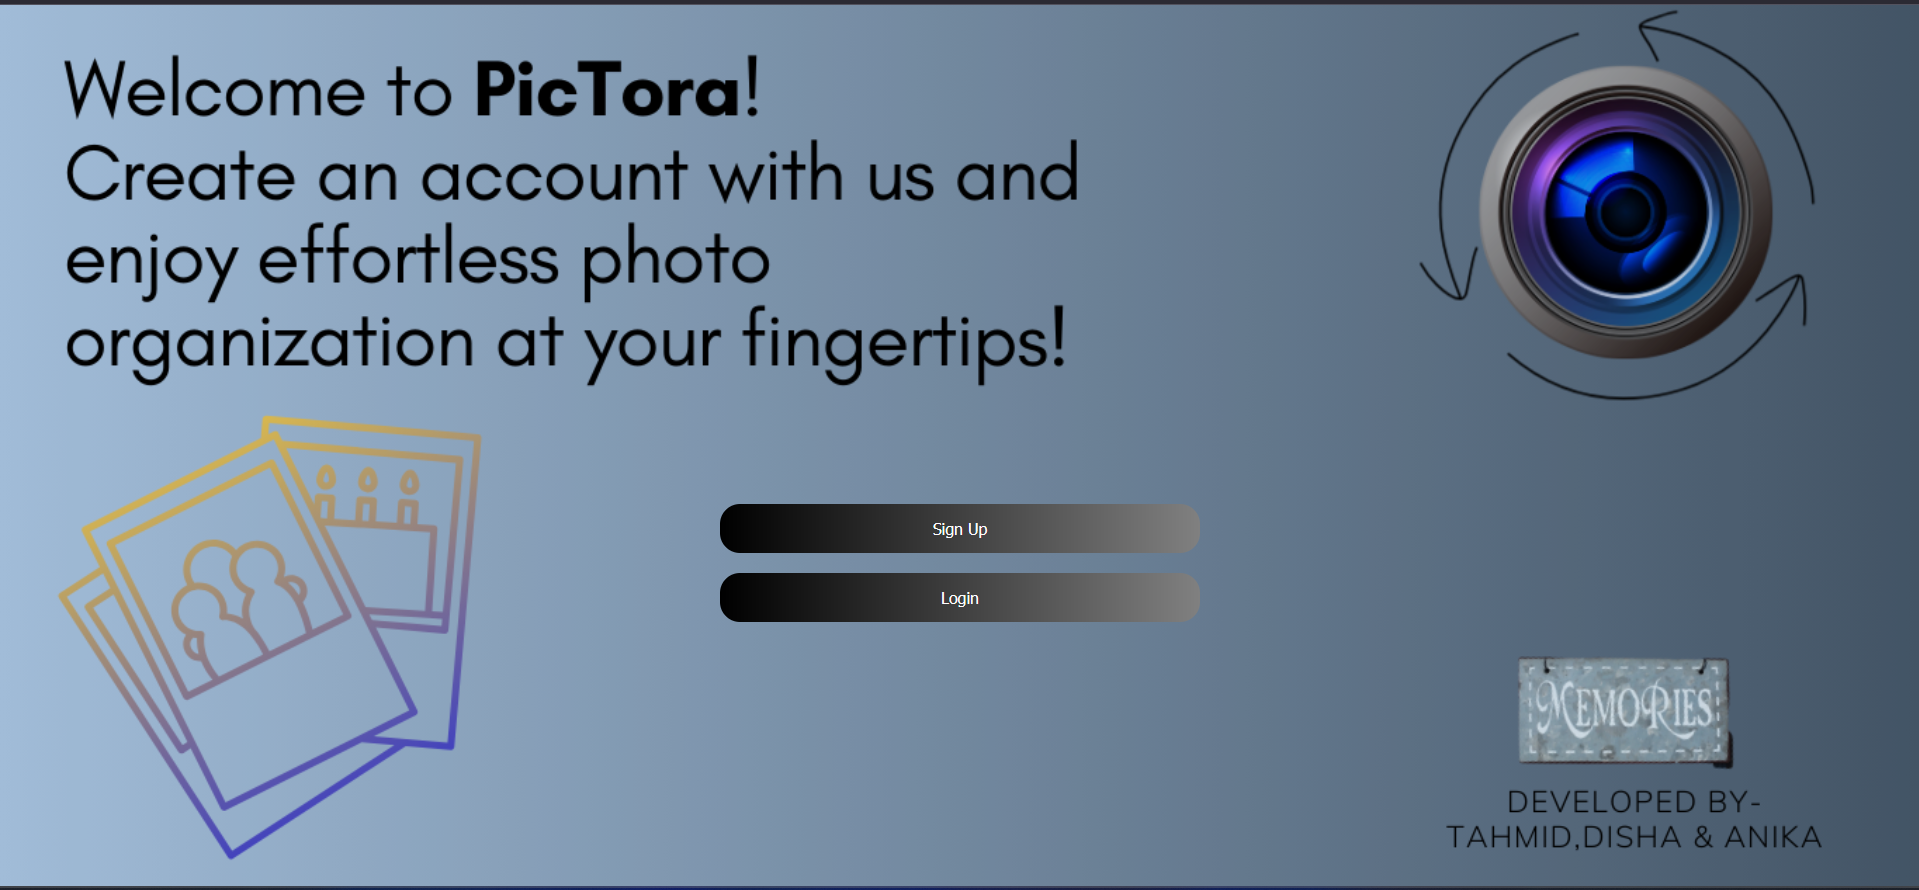 Welcome to PicTora!
Create an account with us and
enjoy effortless photo
organization at your fingertips!
Sign Up
Login
MEMORIES
DEVELOPED BY-
TAHMID,DISHA & ANIKA